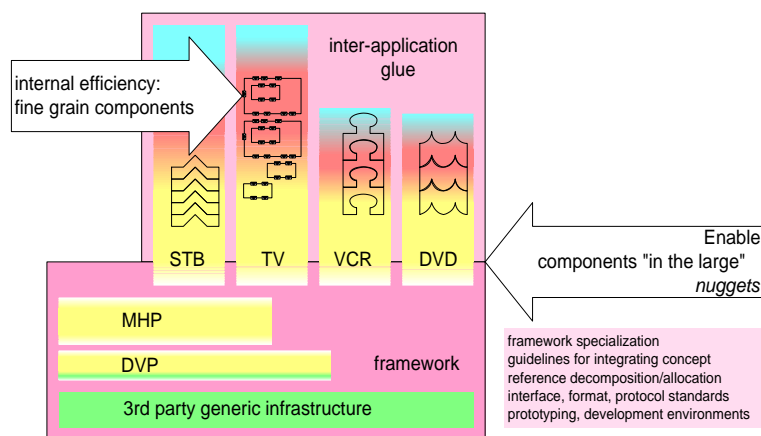 inter-application
glue
internal efficiency:
fine grain components
STB
TV
VCR
DVD
Enable
components "in the large"
nuggets
MHP
DVP
framework
3rd party generic infrastructure
framework specialization
guidelines for integrating concept
reference decomposition/allocation
interface, format, protocol standards
prototyping, development environments